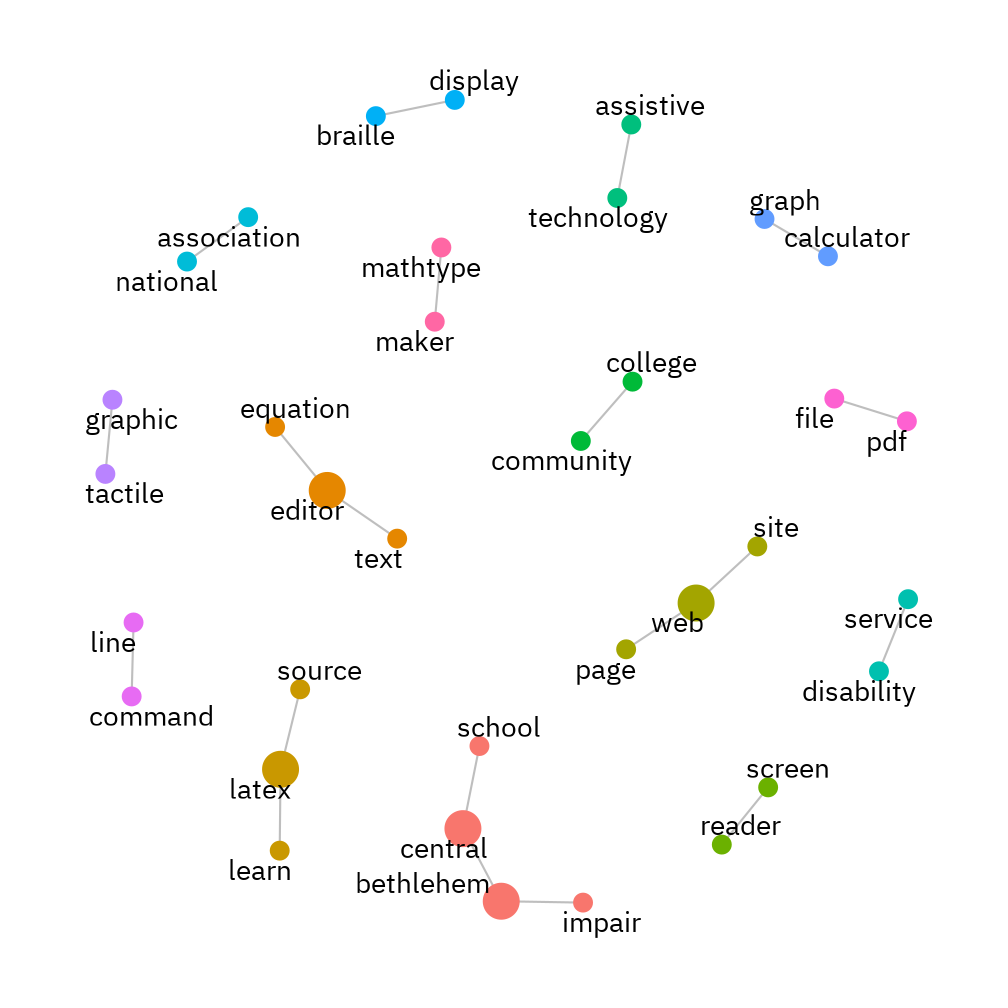 display
braille
assistive
technology
graph
calculator
association
national
mathtype
maker
college
community
file
pdf
graphic
tactile
equation
editor
text
site
web
page
service
disability
line
command
source
latex
learn
school
central
bethlehem
impair
screen
reader